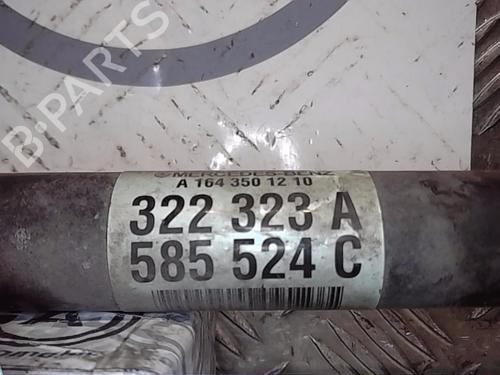 B-PARTS
MERCEDES-BENZ
A 164 350 12 10
322 323 A
585 524 C